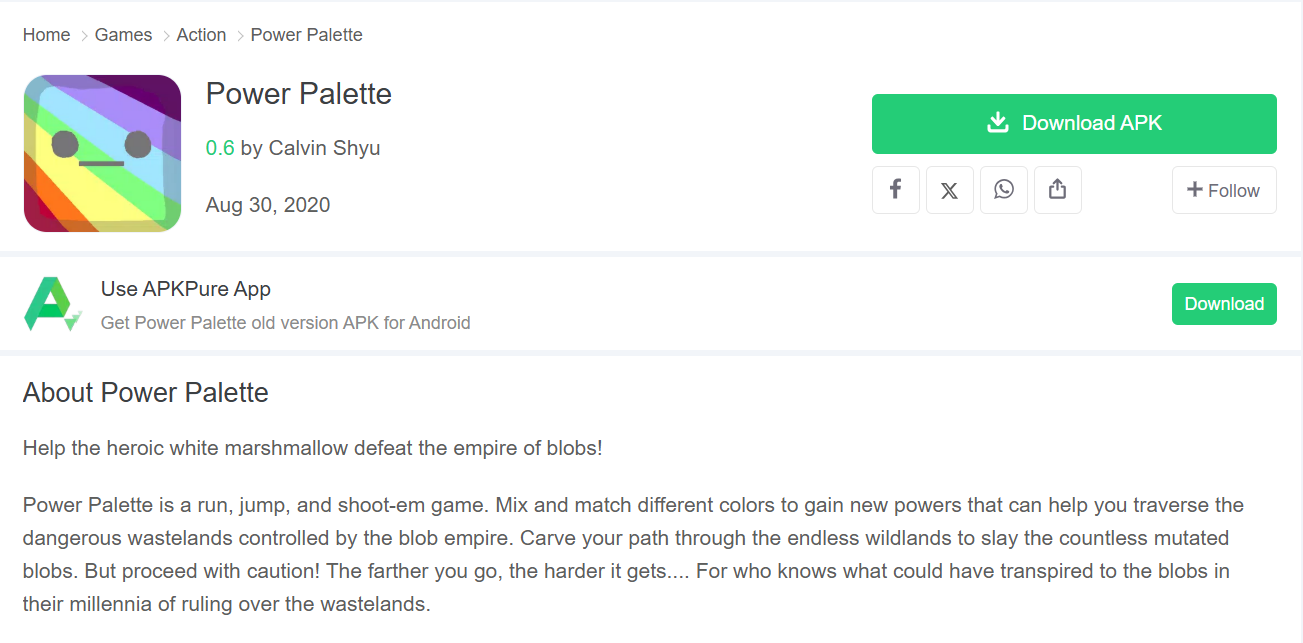 Home > Games > Action > Power Palette
Power Palette
0.6 by Calvin Shyu
Aug 30, 2020
Download APK
+ Follow
Use APKPure App
Get Power Palette old version APK for Android
Download
About Power Palette
Help the heroic white marshmallow defeat the empire of blobs!
Power Palette is a run, jump, and shoot-em game. Mix and match different colors to gain new powers that can help you traverse the
dangerous wastelands controlled by the blob empire. Carve your path through the endless wildlands to slay the countless mutated
blobs. But proceed with caution! The farther you go, the harder it gets.... For who knows what could have transpired to the blobs in
their millennia of ruling over the wastelands.